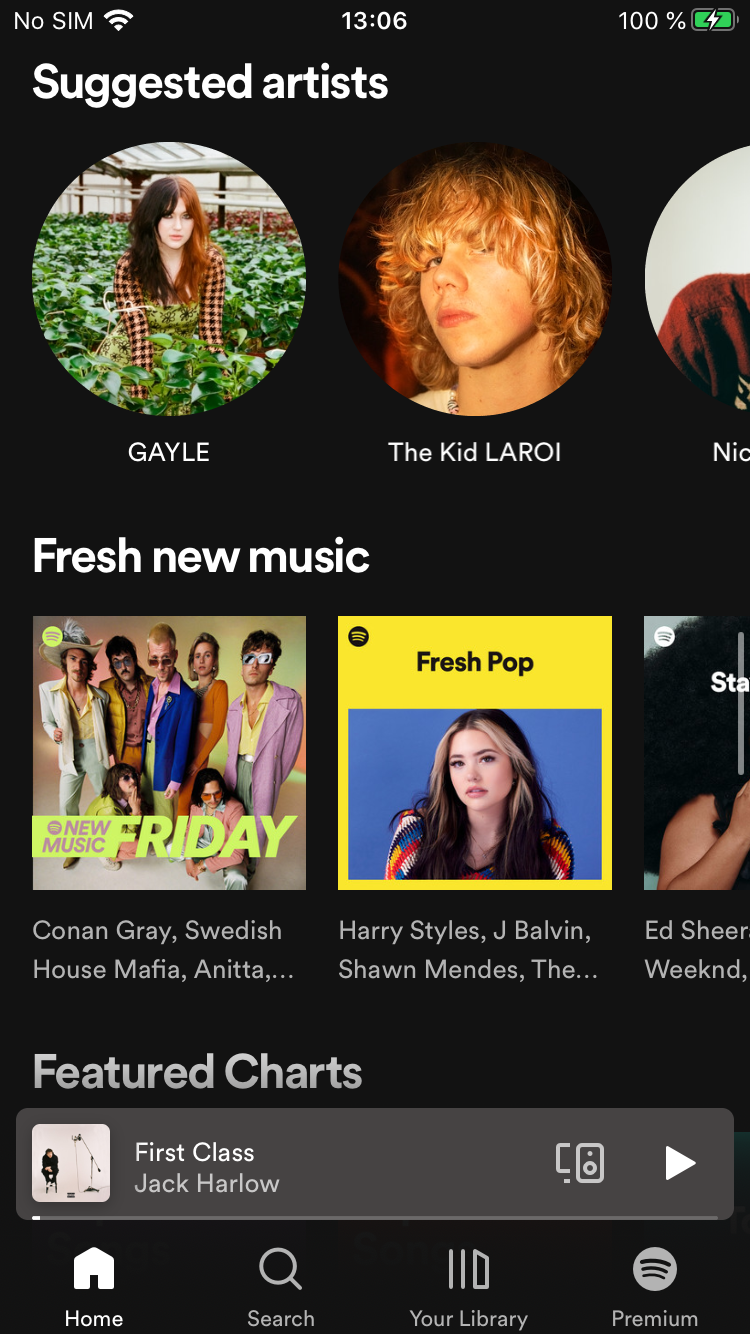 No SIM 13:06 100 %
Suggested artists
GAYLE
The Kid LAROI
Nic
Fresh new music
NEW
MUSIC FRIDAY
Fresh Pop
Sta
Conan Gray, Swedish
House Mafia, Anitta,...
Harry Styles, J Balvin,
Shawn Mendes, The...
Ed Sheer
Weeknd,
Featured Charts
First Class
Jack Harlow
Home
Search
Your Library
Premium